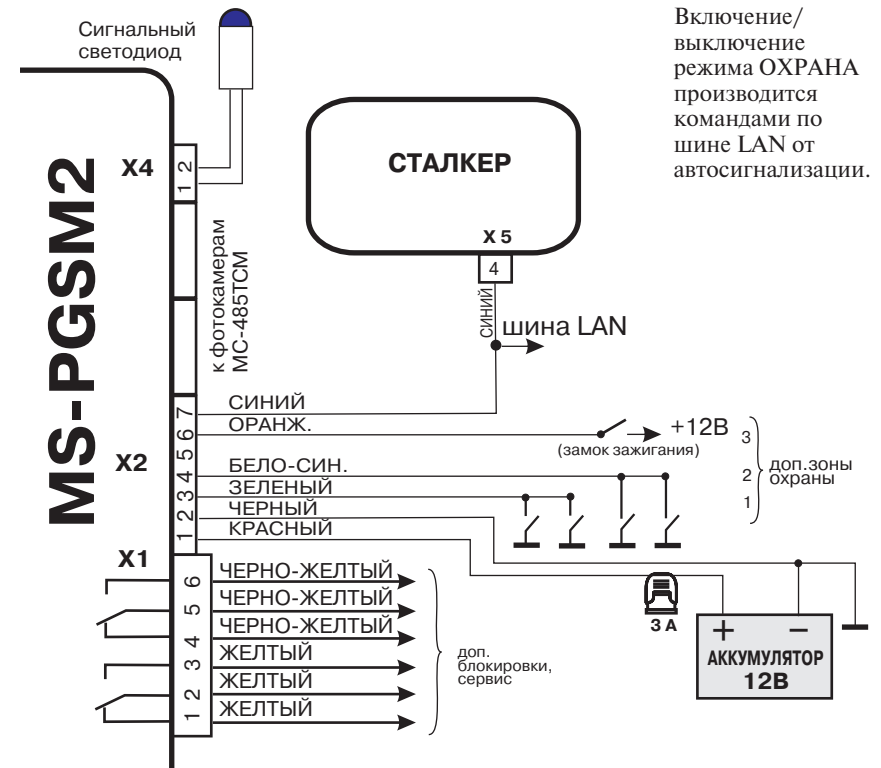 Сигнальный
светодиод
Включение/
выключение
режима ОХРАНА
производится
командами по
шине LAN от
автосигнализации.
MS-PGSM2
X4
2
1
СТАЛКЕР
X 5
4
СИНИЙ
шина LAN
к фотокамерам
МС-485ТСМ
X2
7
СИНИЙ
6
ОРАНЖ.
+12В
(замок зажигания)
5
4
БЕЛО-СИН.
3
ЗЕЛЕНЫЙ
2
ЧЕРНЫЙ
1
КРАСНЫЙ
3
2
1
доп.зоны
охраны
X1
6
ЧЕРНО-ЖЕЛТЫЙ
5
ЧЕРНО-ЖЕЛТЫЙ
4
ЧЕРНО-ЖЕЛТЫЙ
3
ЖЕЛТЫЙ
2
ЖЕЛТЫЙ
1
ЖЕЛТЫЙ
доп.
блокировки,
сервис
3 А
+ −
АККУМУЛЯТОР
12В